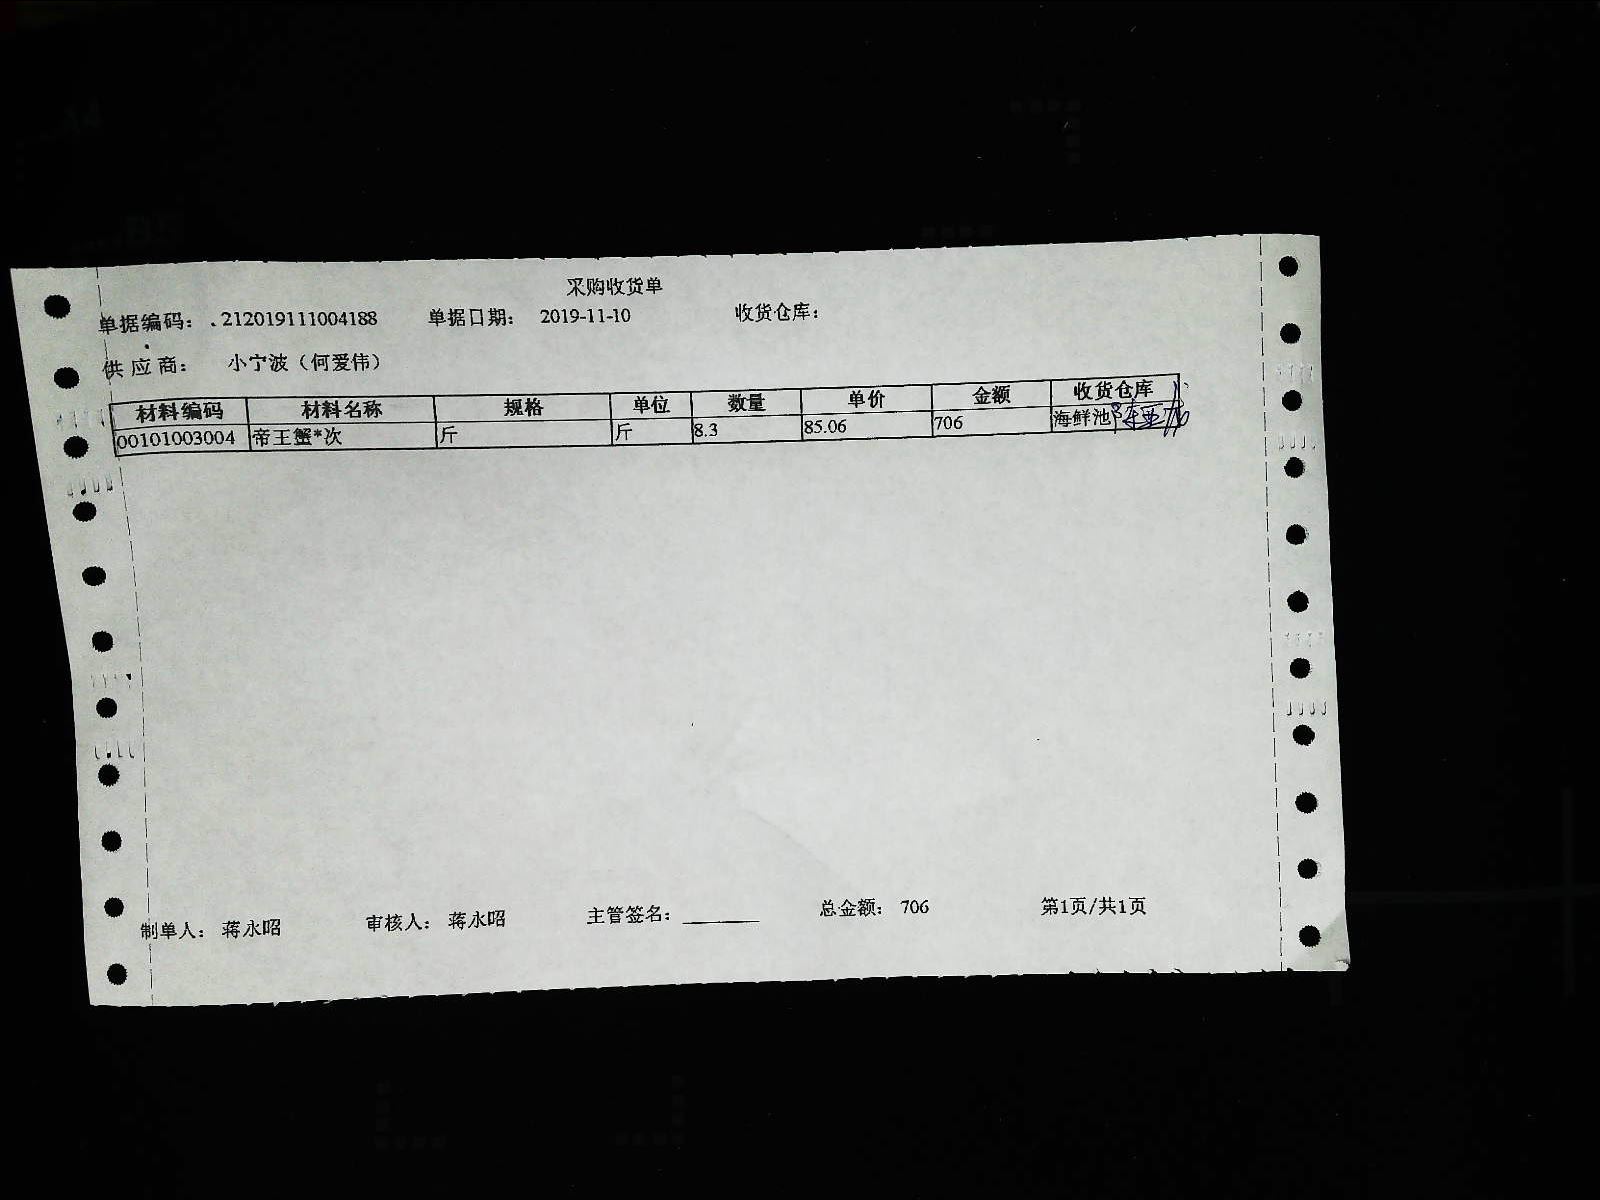 采购收货单
单据编码： 212019111004188 单据日期： 2019-11-10 收货仓库：
供应商： 小宁波（何爱伟）
材料编码 材料名称 规格 单位 数量 单价 金额 收货仓库
00101003004 帝王蟹*次 斤 斤 8.3 85.06 706 海鲜池
制单人： 蒋永昭 审核人： 蒋永昭 主管签名： 总金额： 706 第1页/共1页